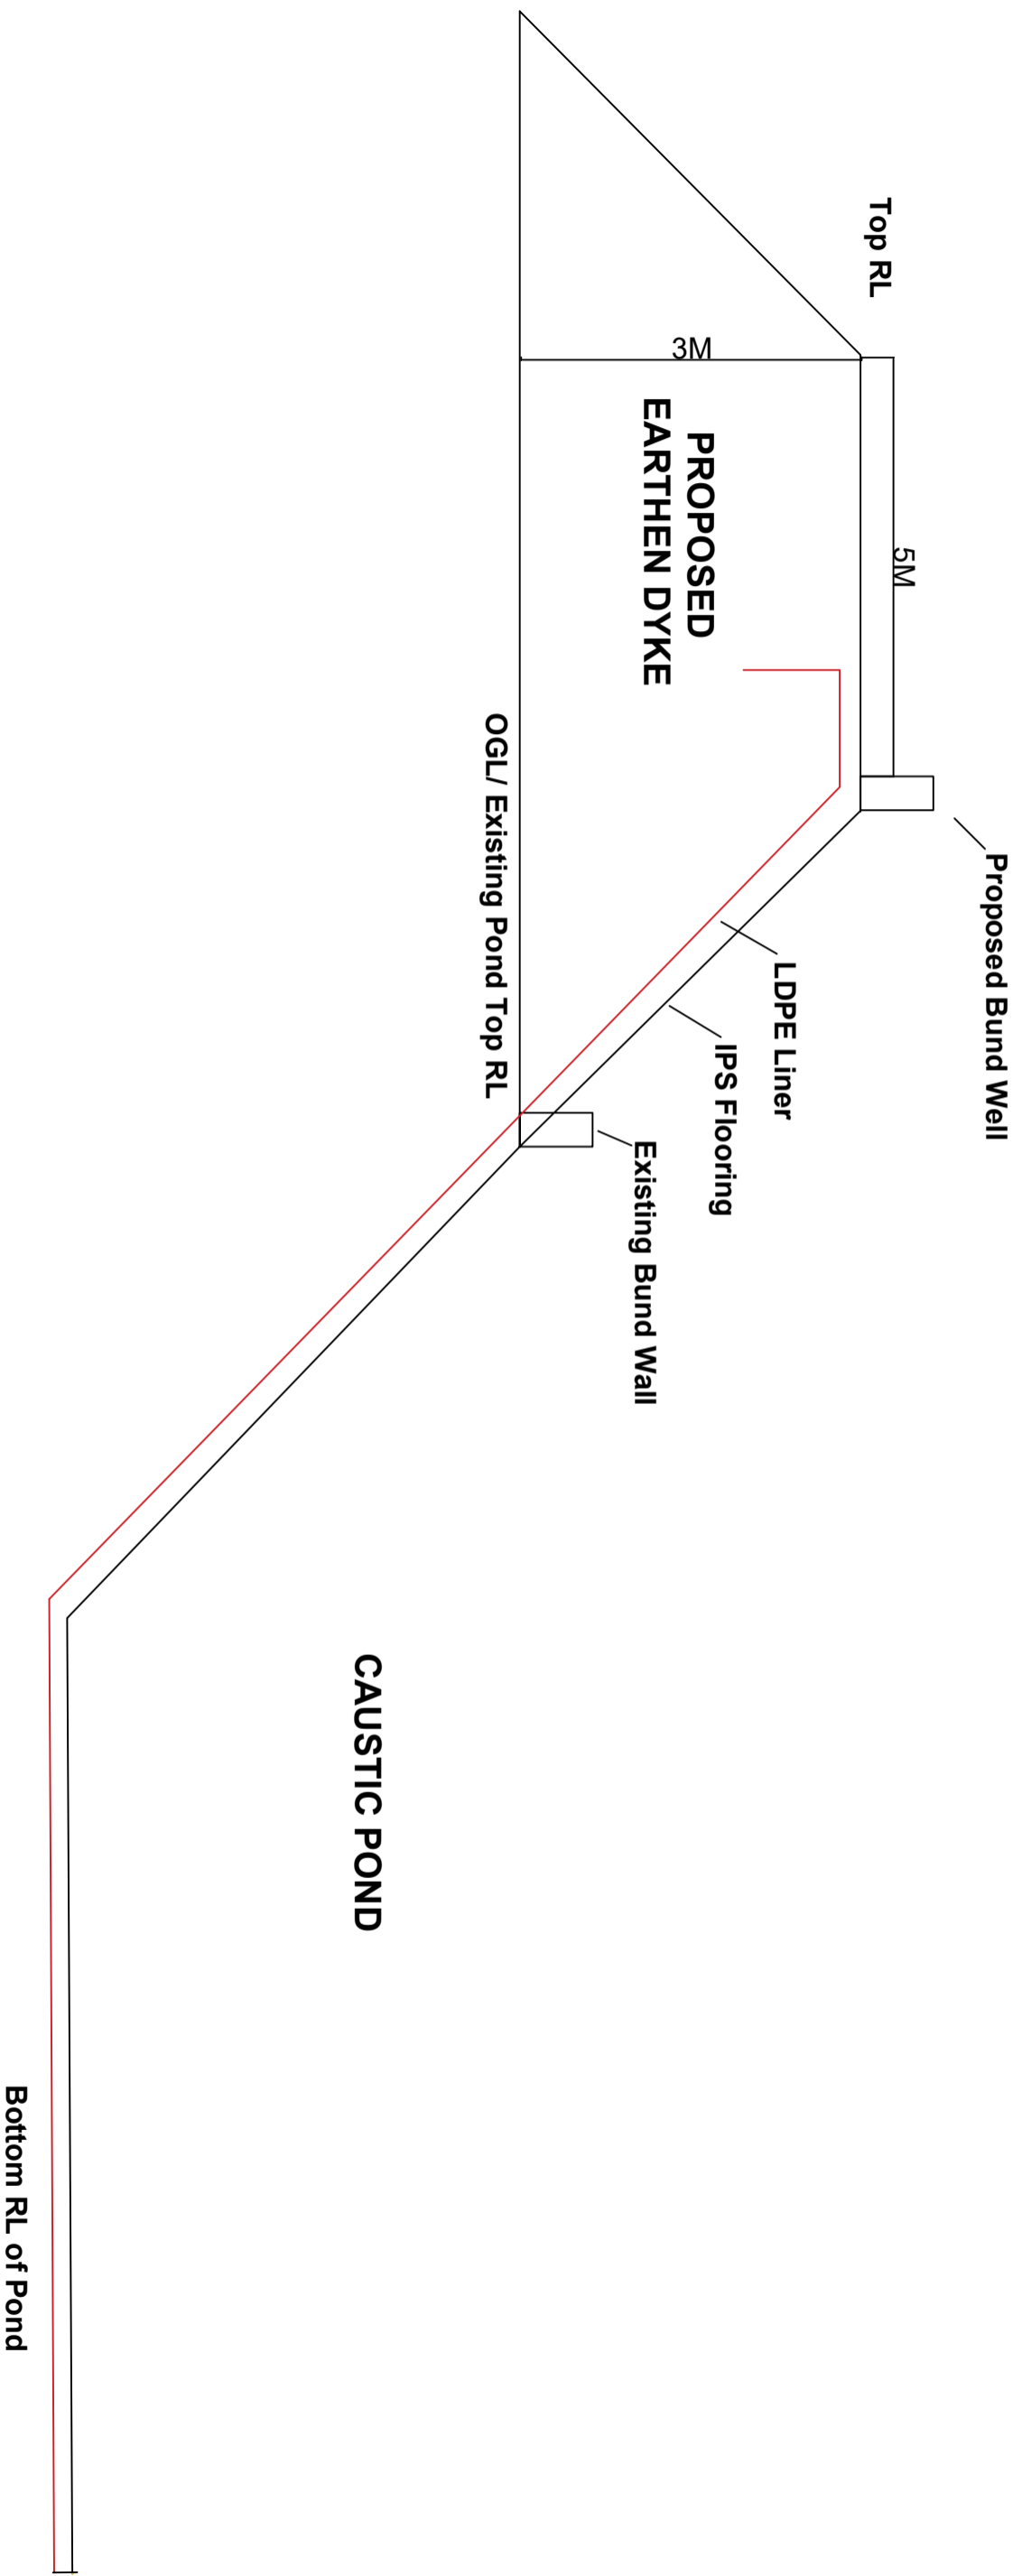 Proposed Bund Well
5M
Top RL
LDPE Liner
IPS Flooring
3M
PROPOSED
EARTHEN DYKE
Existing Bund Wall
OGL/ Existing Pond Top RL
CAUSTIC POND
Bottom RL of Pond